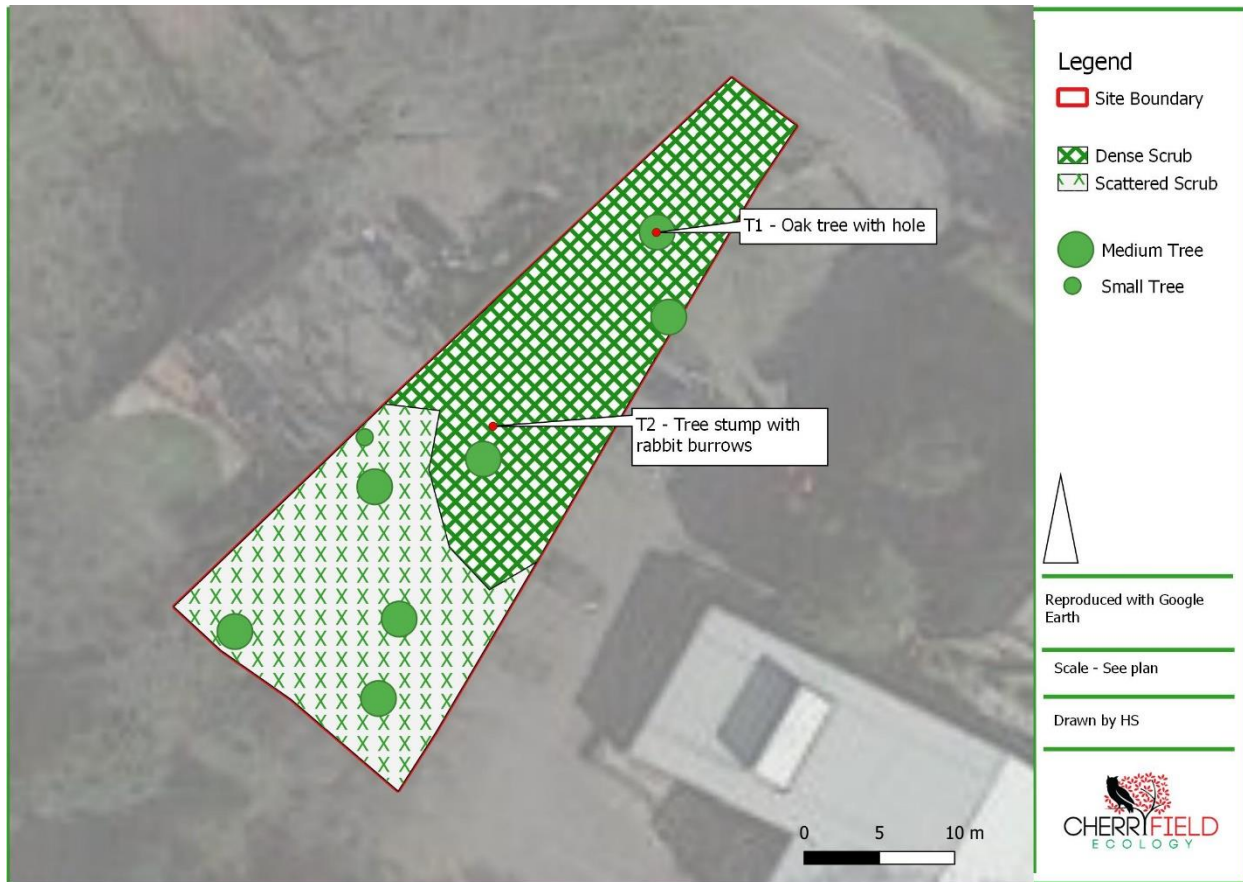 T1 - Oak tree with hole
T2 - Tree stump with
rabbit burrows
0 5 10 m
Legend
Site Boundary
Dense Scrub
Scattered Scrub
Medium Tree
Small Tree
Reproduced with Google
Earth
Scale - See plan
Drawn by HS
CHERRYFIELD
ECOLOGY